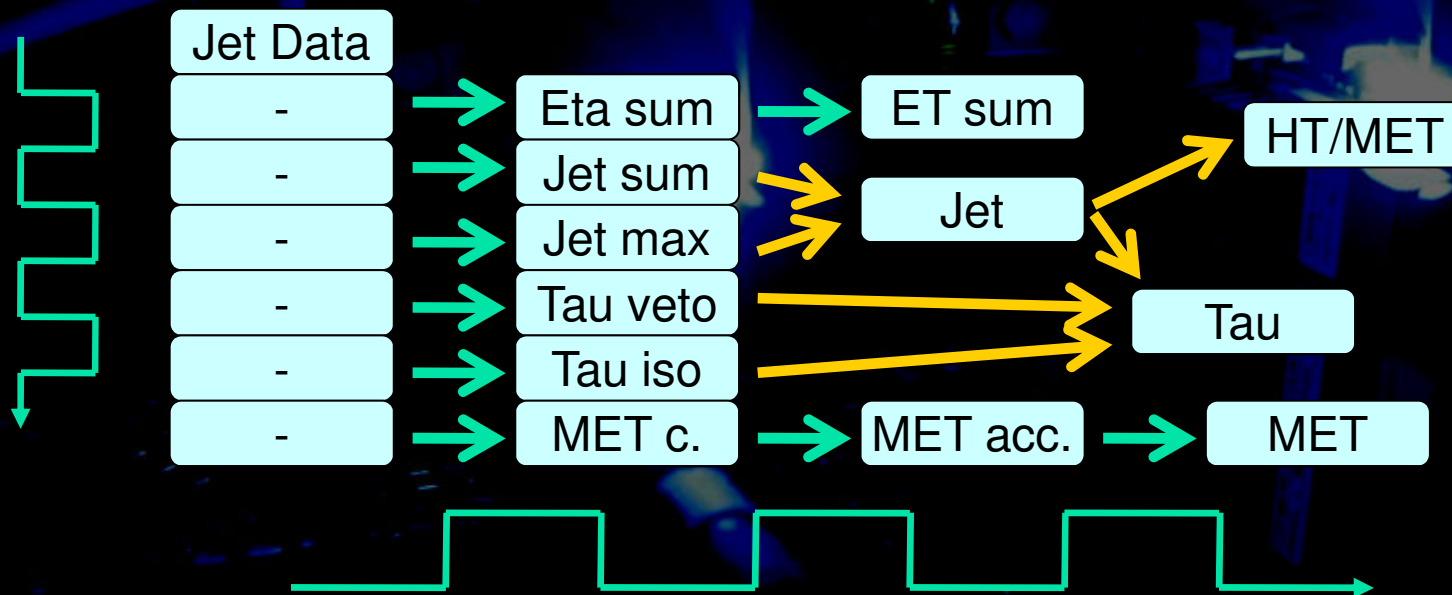 Jet Data
-
-
-
-
-
-
Eta sum
Jet sum
Jet max
Tau veto
Tau iso
MET c.
ET sum
Jet
MET acc.
HT/MET
Tau
MET